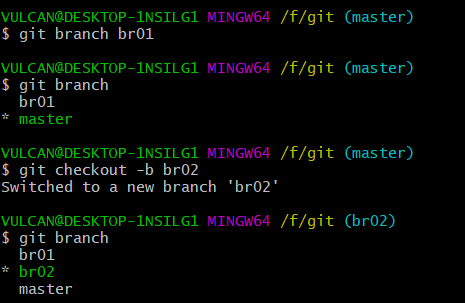 VULCAN@DESKTOP-1NSILG1 MINGW64 /f/git (master)
$ git branch br01
VULCAN@DESKTOP-1NSILG1 MINGW64 /f/git (master)
$ git branch
br01
* master
VULCAN@DESKTOP-1NSILG1 MINGW64 /f/git (master)
$ git checkout -b br02
Switched to a new branch 'br02'
VULCAN@DESKTOP-1NSILG1 MINGW64 /f/git (br02)
$ git branch
br01
* br02
master